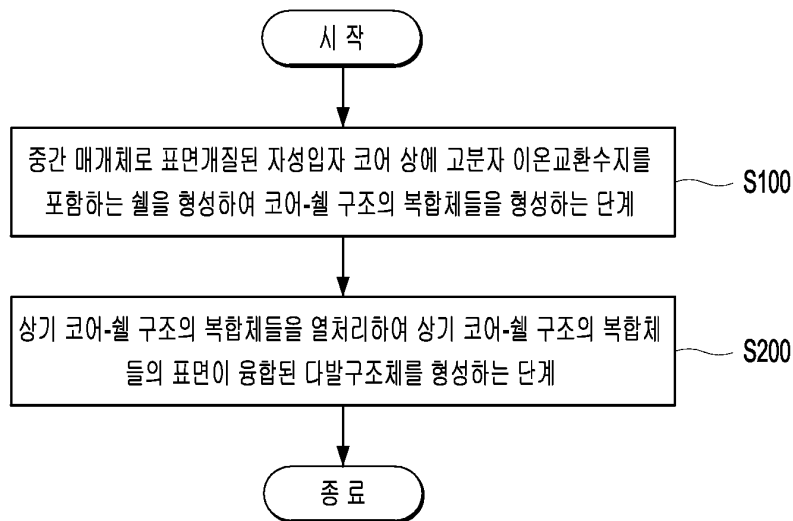 시 작
중간 매개체로 표면개질된 자성입자 코어 상에 고분자 이온교환수지를
포함하는 쉘을 형성하여 코어-쉘 구조의 복합체들을 형성하는 단계
S100
상기 코어-쉘 구조의 복합체들을 열처리하여 상기 코어-쉘 구조의 복합체
들의 표면이 융합된 다발구조체를 형성하는 단계
S200
종 료